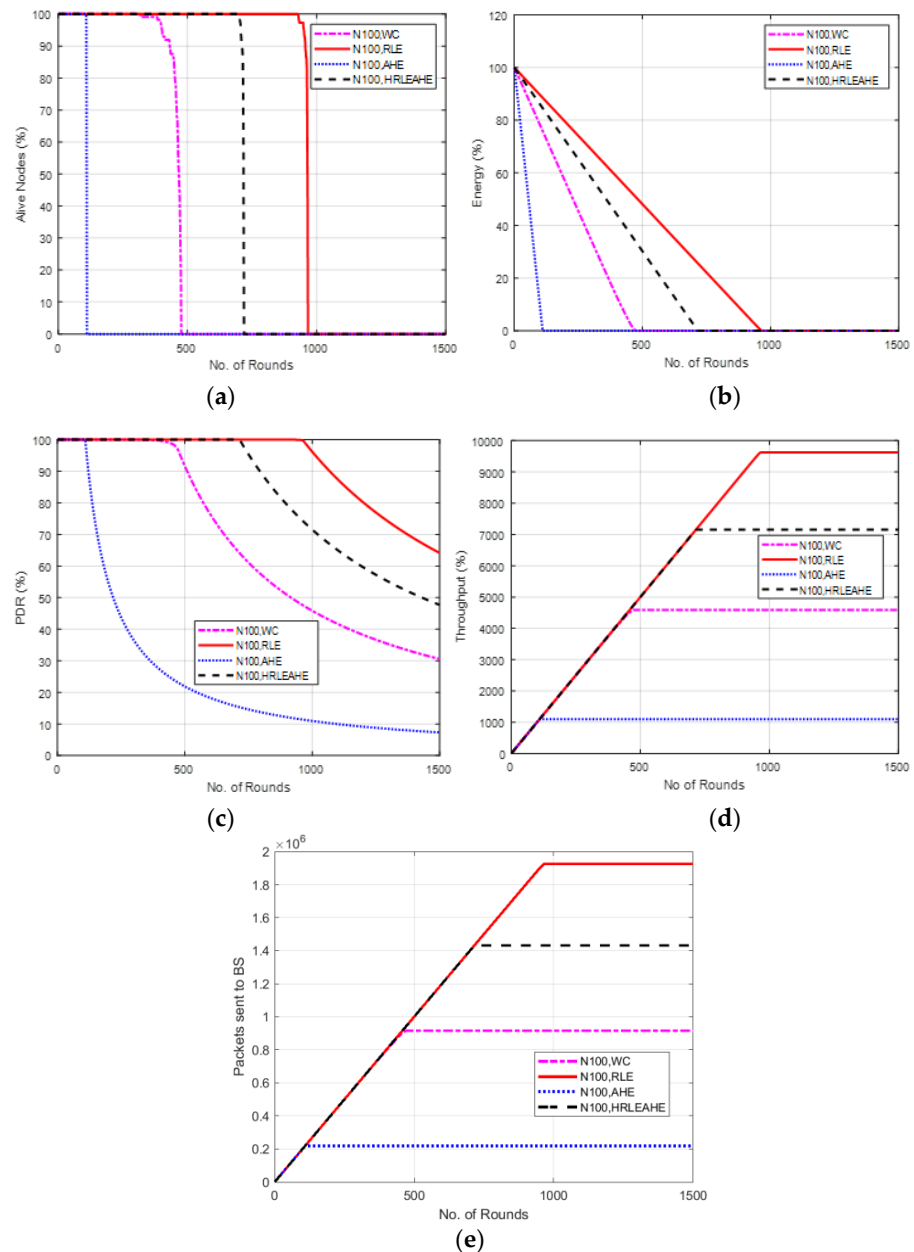 100
90
80
70
60
50
40
30
20
10
0
Alive Nodes (%)
N100,WC
N100,RLE
N100,AHE
N100,HRLEAHE
0 500 1000 1500
No. of Rounds
(a)
120
100
80
60
40
20
0
Energy (%)
N100,WC
N100,RLE
N100,AHE
N100,HRLEAHE
0 500 1000 1500
No. of Rounds
(b)
100
90
80
70
60
50
40
30
20
10
0
PDR (%)
N100,WC
N100,RLE
N100,AHE
N100,HRLEAHE
0 500 1000 1500
No. of Rounds
(c)
10000
9000
8000
7000
6000
5000
4000
3000
2000
1000
0
Throughput (%)
N100,WC
N100,RLE
N100,AHE
N100,HRLEAHE
0 500 1000 1500
No of Rounds
(d)
×10⁶
2
1.8
1.6
1.4
1.2
1
0.8
0.6
0.4
0.2
0
Packets sent to BS
N100,WC
N100,RLE
N100,AHE
N100,HRLEAHE
0 500 1000 1500
No. of Rounds
(e)